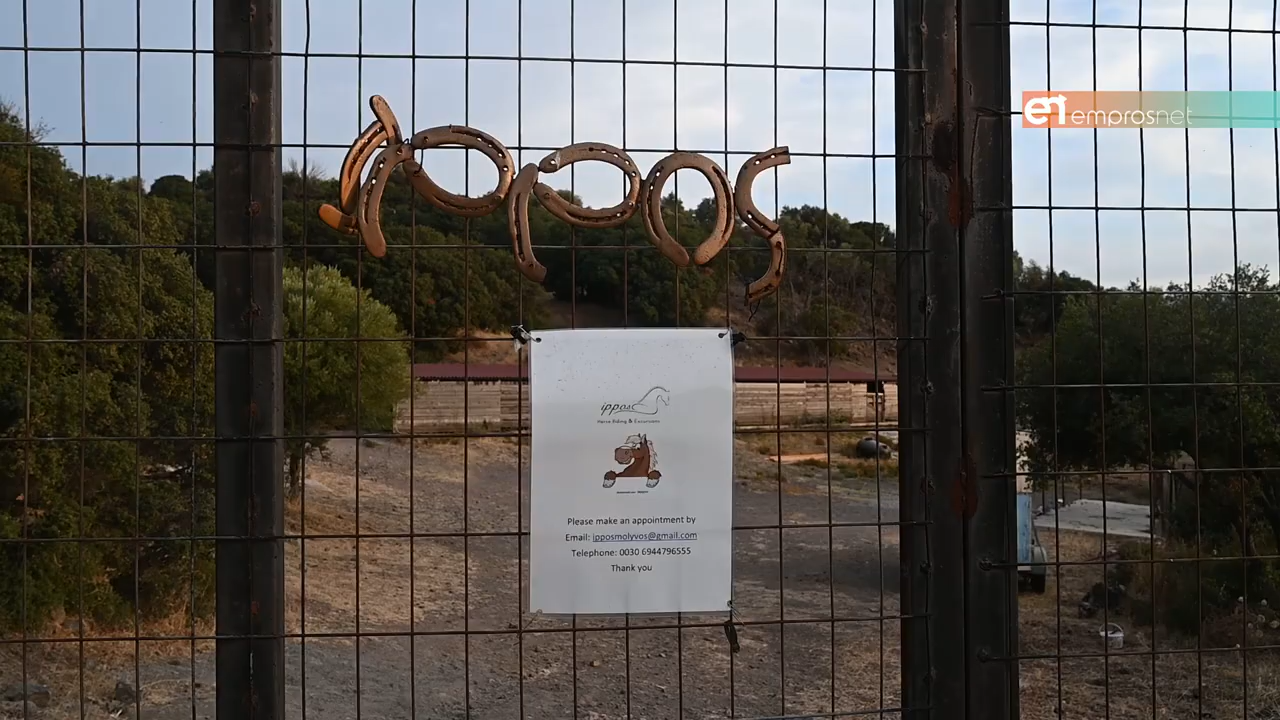 emprosnet
ippos
ippos
Horse Riding & Excursions
Please make an appointment by
Email: ipposmolyvos@gmail.com
Telephone: 0030 6944796555
Thank you